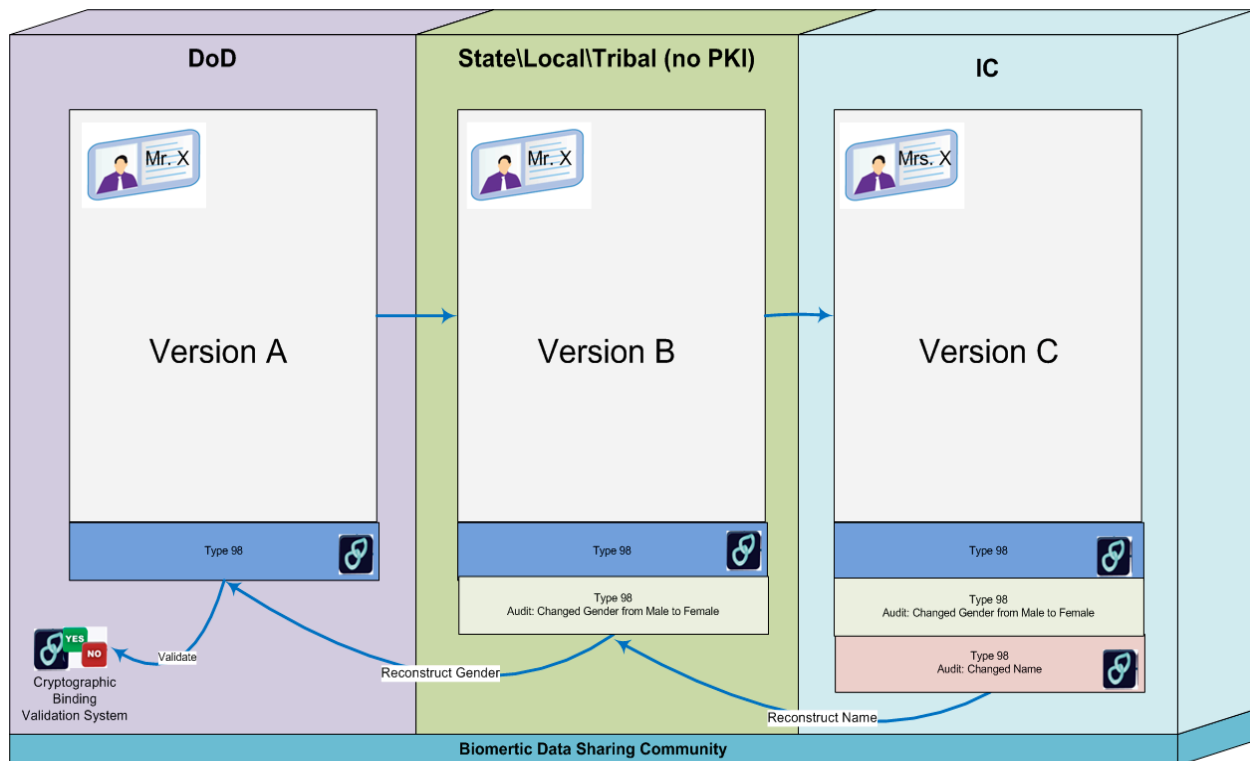 DoD
State\Local\Tribal (no PKI)
IC
Mr. X
Mr. X
Mrs. X
Version A
Version B
Version C
Type 98
Type 98
Type 98
Type 98
Audit: Changed Gender from Male to Female
Type 98
Audit: Changed Gender from Male to Female
Type 98
Audit: Changed Name
YES
NO
Validate
Cryptographic
Binding
Validation System
Reconstruct Gender
Reconstruct Name
Biomertic Data Sharing Community